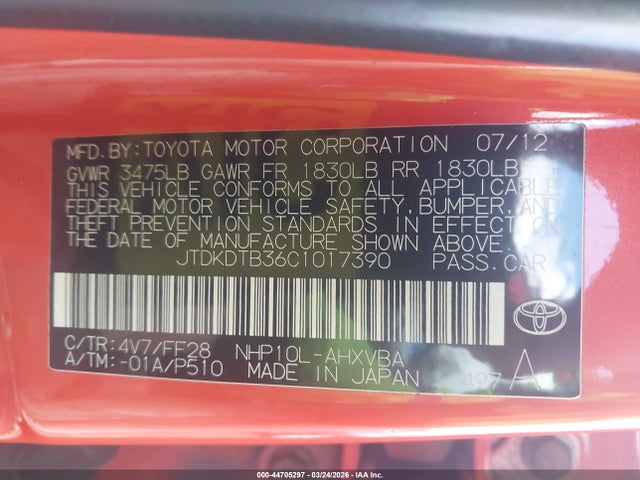 MFD.BY:TOYOTA MOTOR CORPORATION 07/12
GVWR 3475LB GAWR FR 1830LB RR 1830LB
THIS VEHICLE CONFORMS TO ALL APPLICABLE
FEDERAL MOTOR VEHICLE SAFETY, BUMPER, AND
THEFT PREVENTION STANDARDS IN EFFECT ON
THE DATE OF MANUFACTURE SHOWN ABOVE.
JTDKDTB36C1017390 PASS.CAR
C/TR:4V7/FF28 NHP10L-AHXVBA
A/TM:-01A/P510 MADE IN JAPAN 497 A
TOYOTA
000-44705297 - 03/24/2026 - IAA Inc.